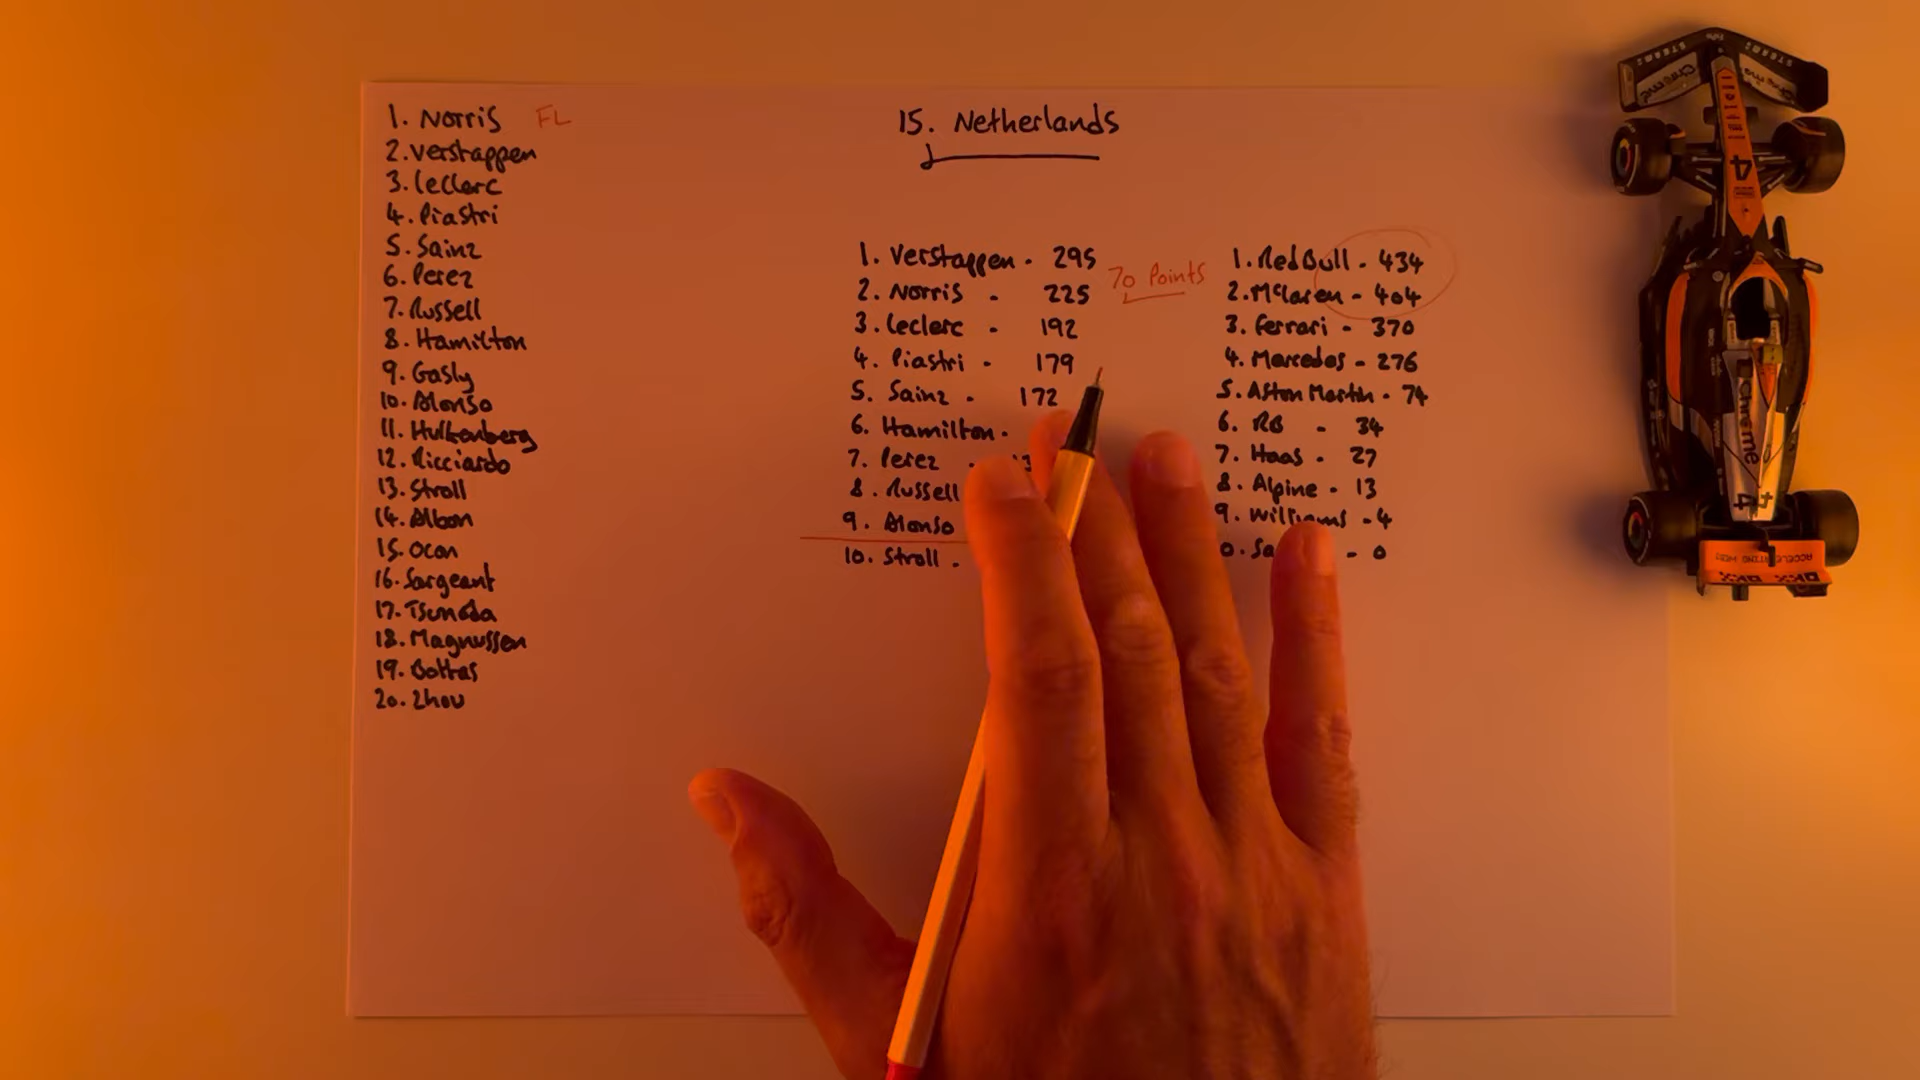 1. Norris FL
2. Verstappen
3. Leclerc
4. Piastri
5. Sainz
6. Perez
7. Russell
8. Hamilton
9. Gasly
10. Alonso
11. Hulkenberg
12. Ricciardo
13. Stroll
14. Albon
15. Ocon
16. Sargeant
17. Tsunoda
18. Magnussen
19. Bottas
20. Zhou
15. Netherlands
1. Verstappen - 295
70 Points
2. Norris - 225
3. Leclerc - 192
4. Piastri - 179
5. Sainz - 172
6. Hamilton -
7. Perez -
8. Russell
9. Alonso
10. Stroll -
1. Red Bull - 434
2. McLaren - 404
3. Ferrari - 370
4. Mercedes - 276
5. Aston Martin - 74
6. RB - 34
7. Haas - 27
8. Alpine - 13
9. Williams - 4
- 0
Chrome
4
chrome
4
OKX